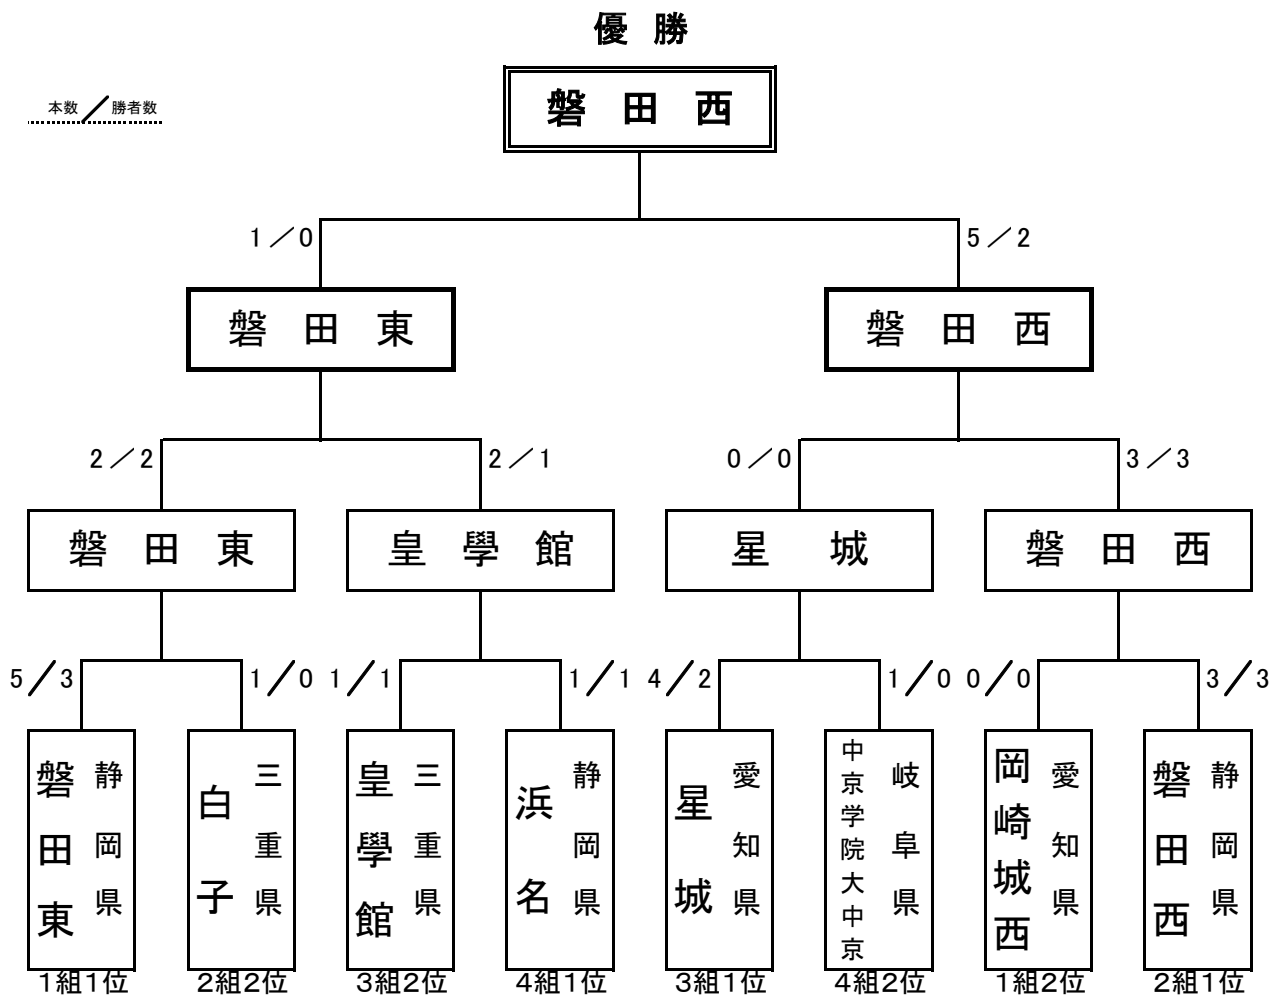 優 勝
本数／勝者数
磐 田 西
1／0
5／2
磐 田 東
磐 田 西
2／2
2／1
0／0
3／3
磐 田 東
皇 學 館
星 城
磐 田 西
5／3
1／0
1／1
1／1
4／2
1／0
0／0
3／3
磐田東
静岡県
白子
三重県
皇學館
三重県
浜名
静岡県
星城
愛知県
中京学院大中京
岐阜県
岡崎城西
愛知県
磐田西
静岡県
1組1位
2組2位
3組2位
4組1位
3組1位
4組2位
1組2位
2組1位